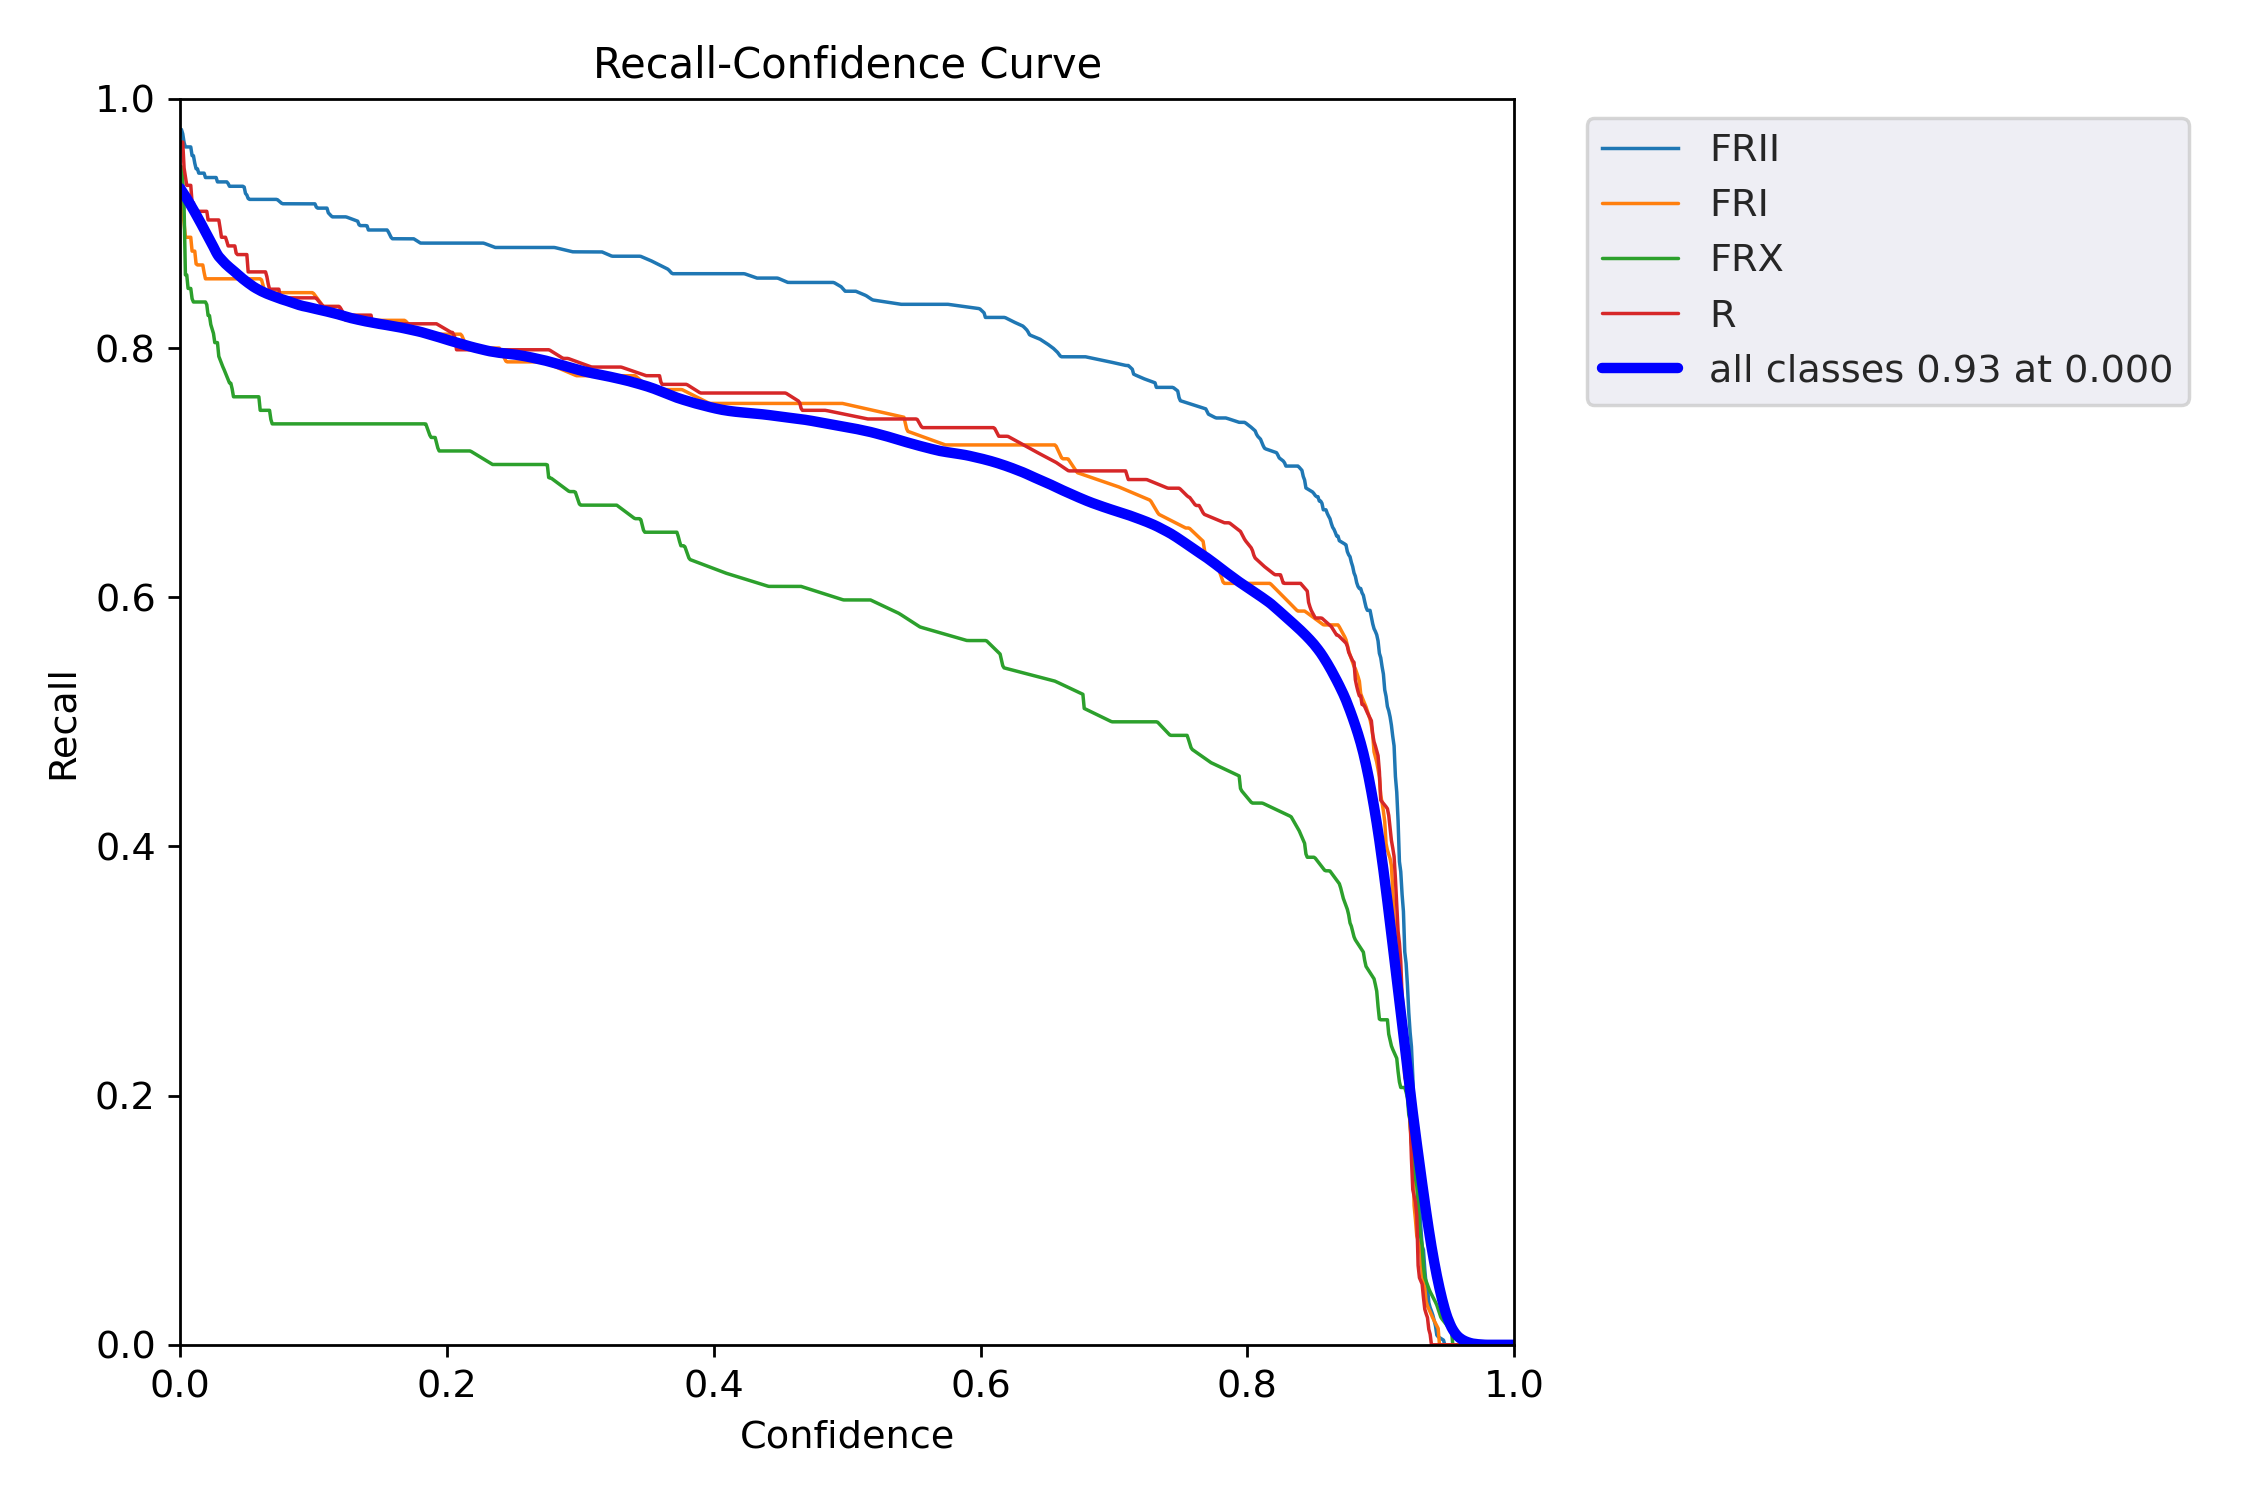 Recall-Confidence Curve
1.0
0.8
0.6
0.4
0.2
0.0
Recall
0.0 0.2 0.4 0.6 0.8 1.0
Confidence
FRII
FRI
FRX
R
all classes 0.93 at 0.000